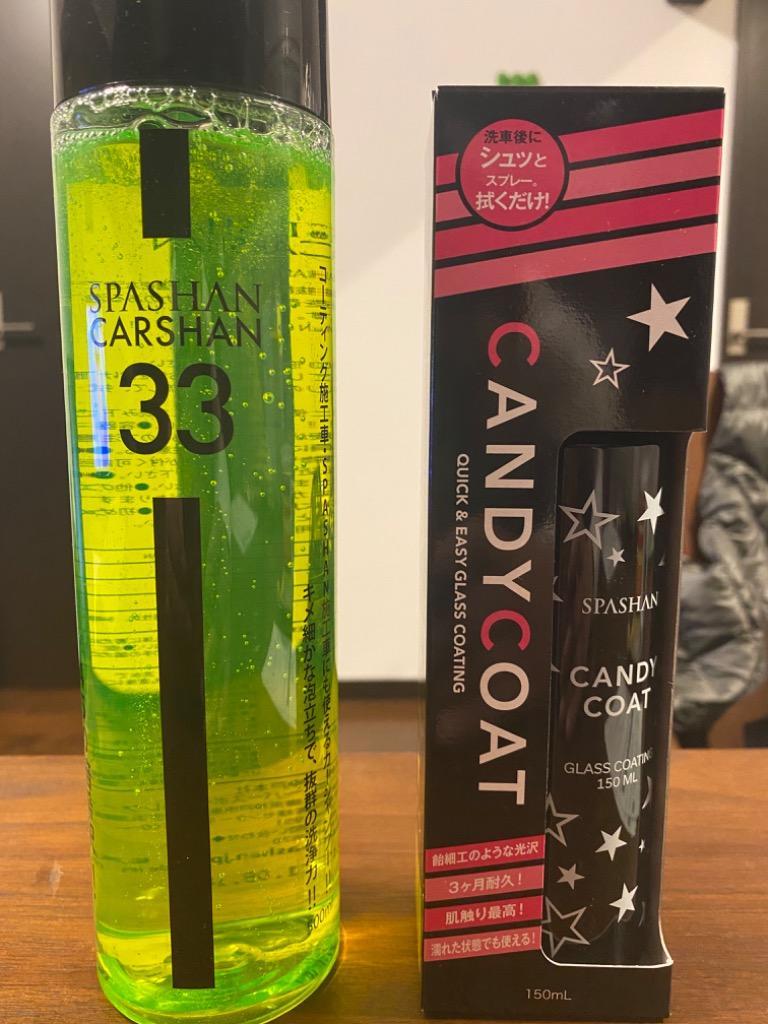 SPASHAN
CARSHAN
33
コーティング施工車・SPASHAN施工車にも使えるカー
キメ細かな泡立ちで、抜群の洗浄力!!
洗車後に
シュッと
スプレー。
拭くだけ!
CANDYCOAT
QUICK & EASY GLASS COATING
SPASHAN
CANDY
COAT
GLASS COATING
150 ML
飴細工のような光沢
3ヶ月耐久!
肌触り最高!
濡れた状態でも使える!
150mL